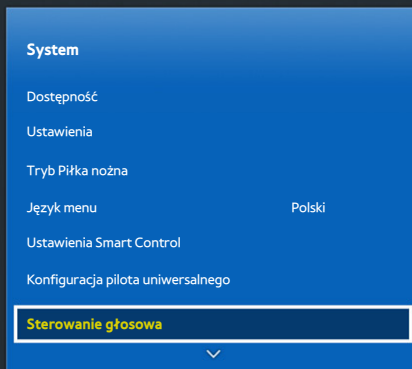 System
Dostępność
Ustawienia
Tryb Piłka nożna
Język menu Polski
Ustawienia Smart Control
Konfiguracja pilota uniwersalnego
Sterowanie głosowa